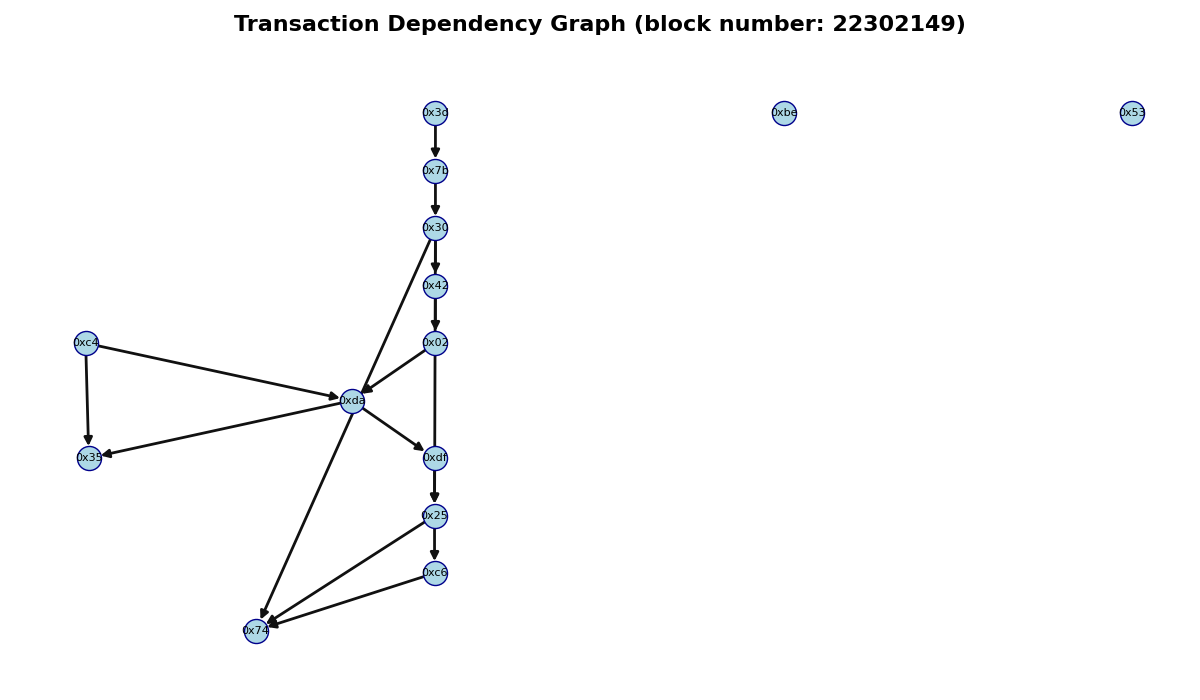 Transaction Dependency Graph (block number: 22302149)
0x3d
0xbe
0x53
0x7b
0x30
0x42
0xc4
0x02
0xda
0x35
0xdf
0x25
0xc6
0x74